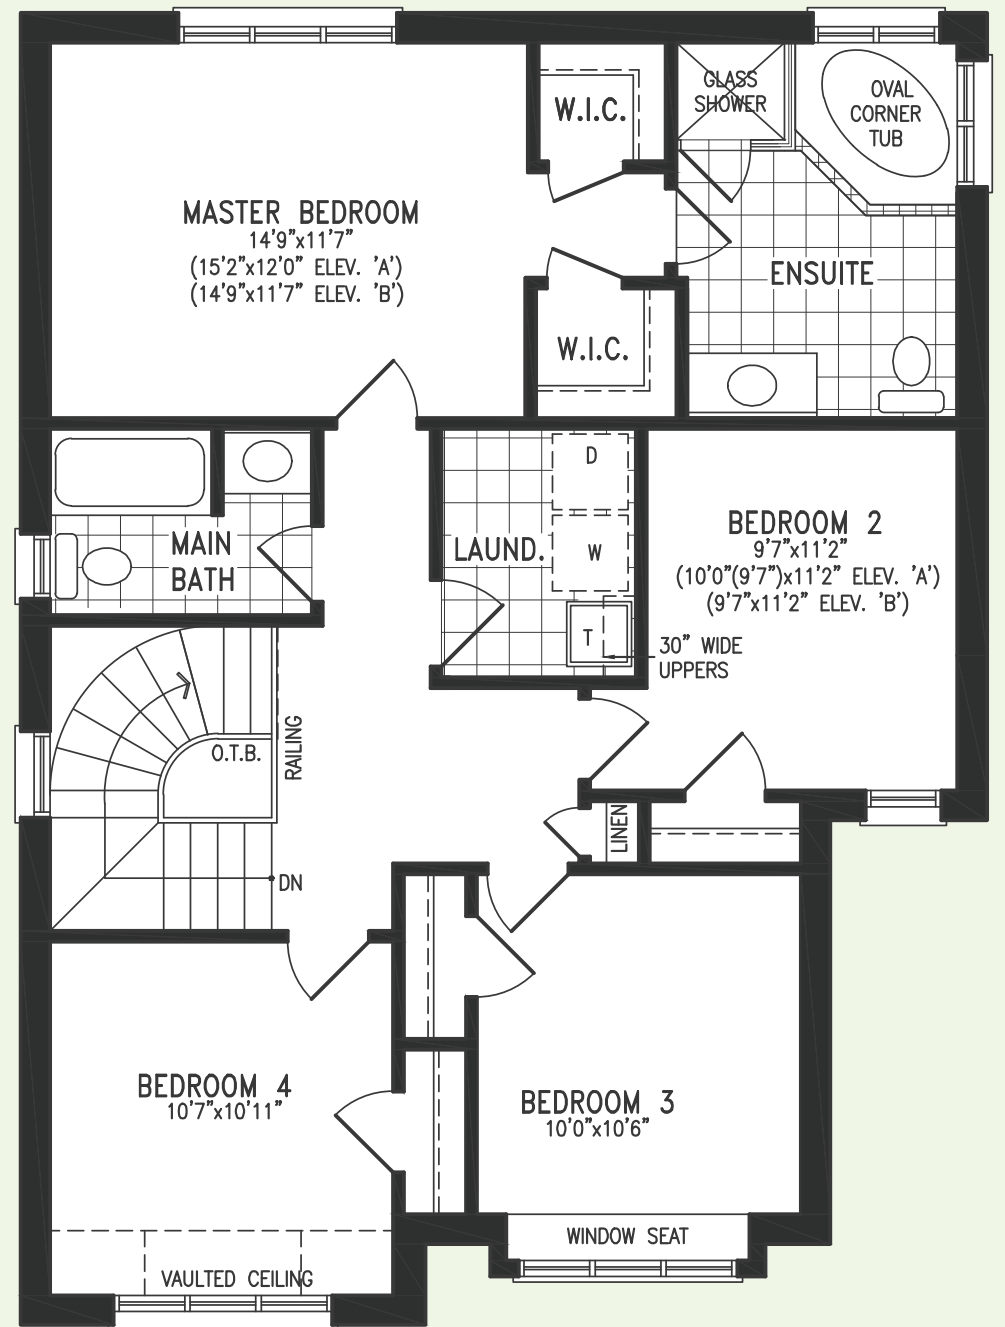 W.I.C.
GLASS
SHOWER
OVAL
CORNER
TUB
MASTER BEDROOM
14'9"x11'7"
(15'2"x12'0" ELEV. 'A')
(14'9"x11'7" ELEV. 'B')
ENSUITE
W.I.C.
MAIN
BATH
LAUND.
D
W
T
30" WIDE
UPPERS
BEDROOM 2
9'7"x11'2"
(10'0"(9'7")x11'2" ELEV. 'A')
(9'7"x11'2" ELEV. 'B')
O.T.B.
RAILING
DN
LINEN
BEDROOM 4
10'7"x10'11"
BEDROOM 3
10'0"x10'6"
WINDOW SEAT
VAULTED CEILING